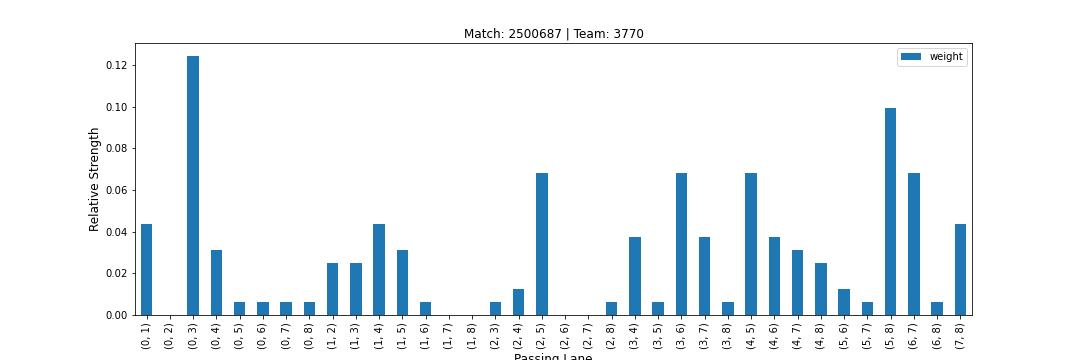 Match: 2500687 | Team: 3770
weight
Relative Strength
0.12
0.10
0.08
0.06
0.04
0.02
0.00
(0, 1) (0, 2) (0, 3) (0, 4) (0, 5) (0, 6) (0, 7) (0, 8) (1, 2) (1, 3) (1, 4) (1, 5) (1, 6) (1, 7) (1, 8) (2, 3) (2, 4) (2, 5) (2, 6) (2, 7) (2, 8) (3, 4) (3, 5) (3, 6) (3, 7) (3, 8) (4, 5) (4, 6) (4, 7) (4, 8) (5, 6) (5, 7) (5, 8) (6, 7) (6, 8) (7, 8)
Passing Lane